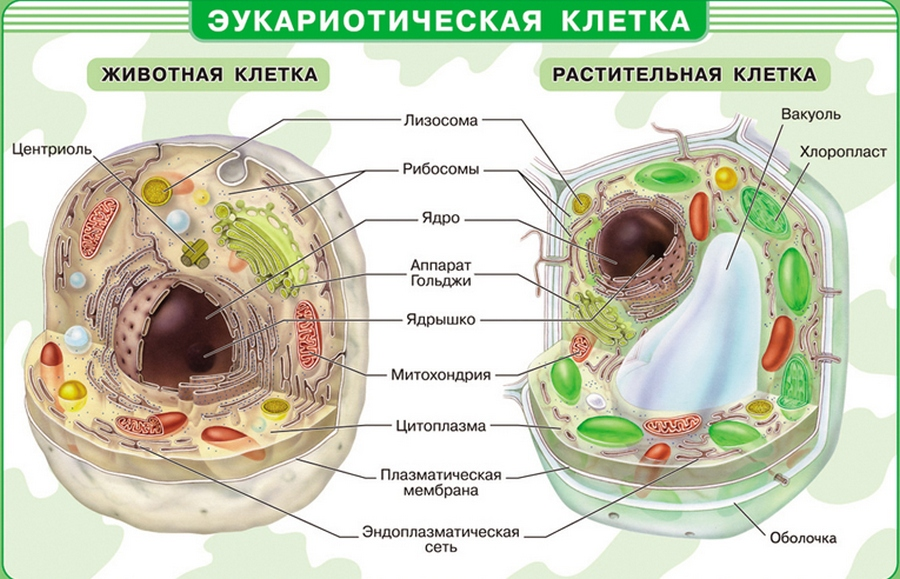 ЭУКАРИОТИЧЕСКАЯ КЛЕТКА
ЖИВОТНАЯ КЛЕТКА
РАСТИТЕЛЬНАЯ КЛЕТКА
Центриоль
Лизосома
Рибосомы
Ядро
Аппарат
Гольджи
Ядрышко
Митохондрия
Цитоплазма
Плазматическая
мембрана
Эндоплазматическая
сеть
Вакуоль
Хлоропласт
Оболочка